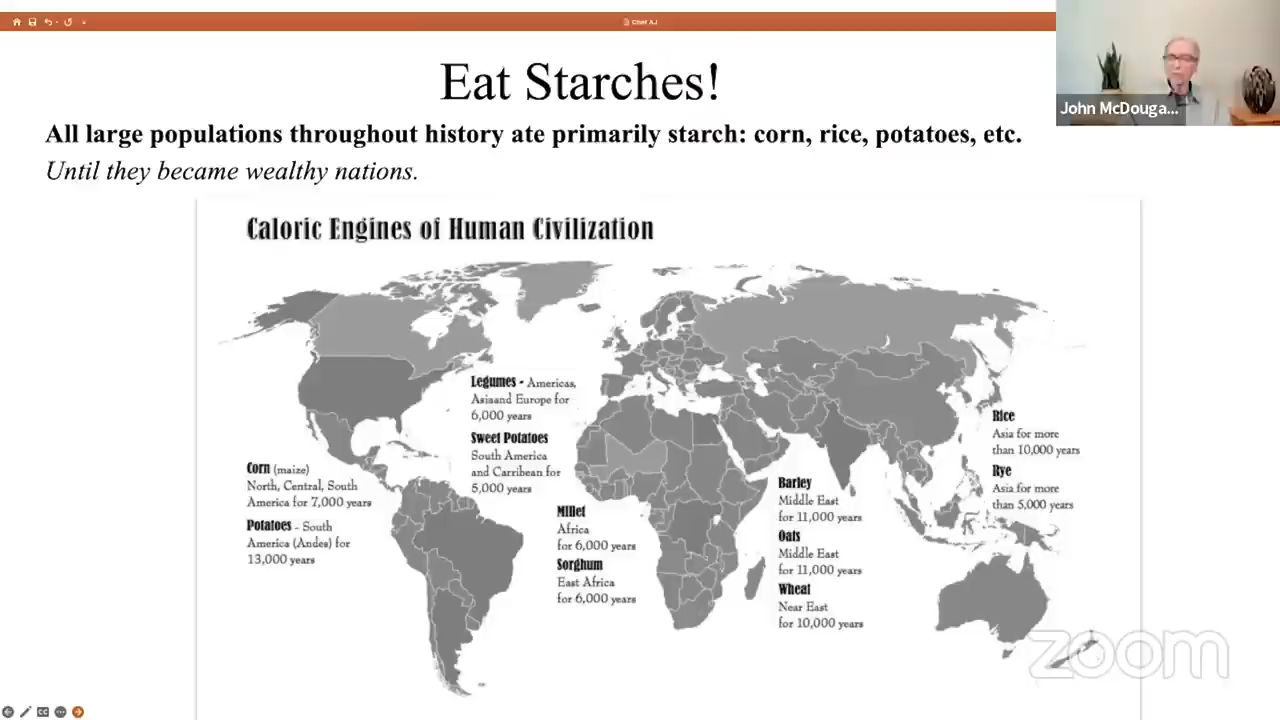 Chef AJ
Eat Starches!
John McDouga...
All large populations throughout history ate primarily starch: corn, rice, potatoes, etc.
Until they became wealthy nations.
Caloric Engines of Human Civilization
Legumes - Americas,
Asiaand Europe for
6,000 years
Sweet Potatoes
South America
and Carribean for
5,000 years
Corn (maize)
North, Central, South
America for 7,000 years
Potatoes - South
America (Andes) for
13,000 years
Millet
Africa
for 6,000 years
Sorghum
East Africa
for 6,000 years
Barley
Middle East
for 11,000 years
Oats
Middle East
for 11,000 years
Wheat
Near East
for 10,000 years
Rice
Asia for more
than 10,000 years
Rye
Asia for more
than 5,000 years
zoom
CC